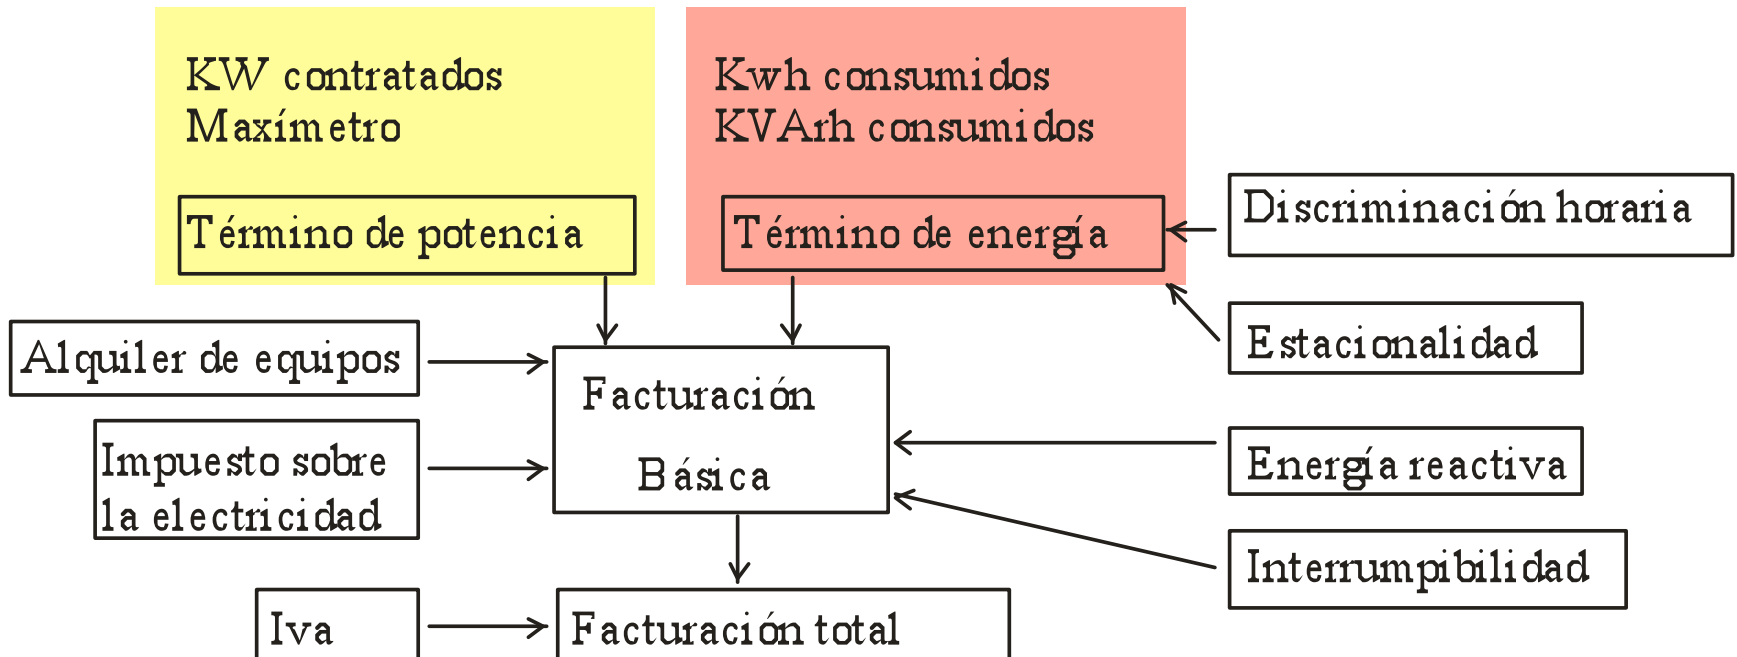 KW contratados
Maxímetro
Término de potencia
Kwh consumidos
KVArh consumidos
Término de energía
Discriminación horaria
Estacionalidad
Alquiler de equipos
Impuesto sobre
la electricidad
Facturación
Básica
Energía reactiva
Interrumpibilidad
Iva
Facturación total